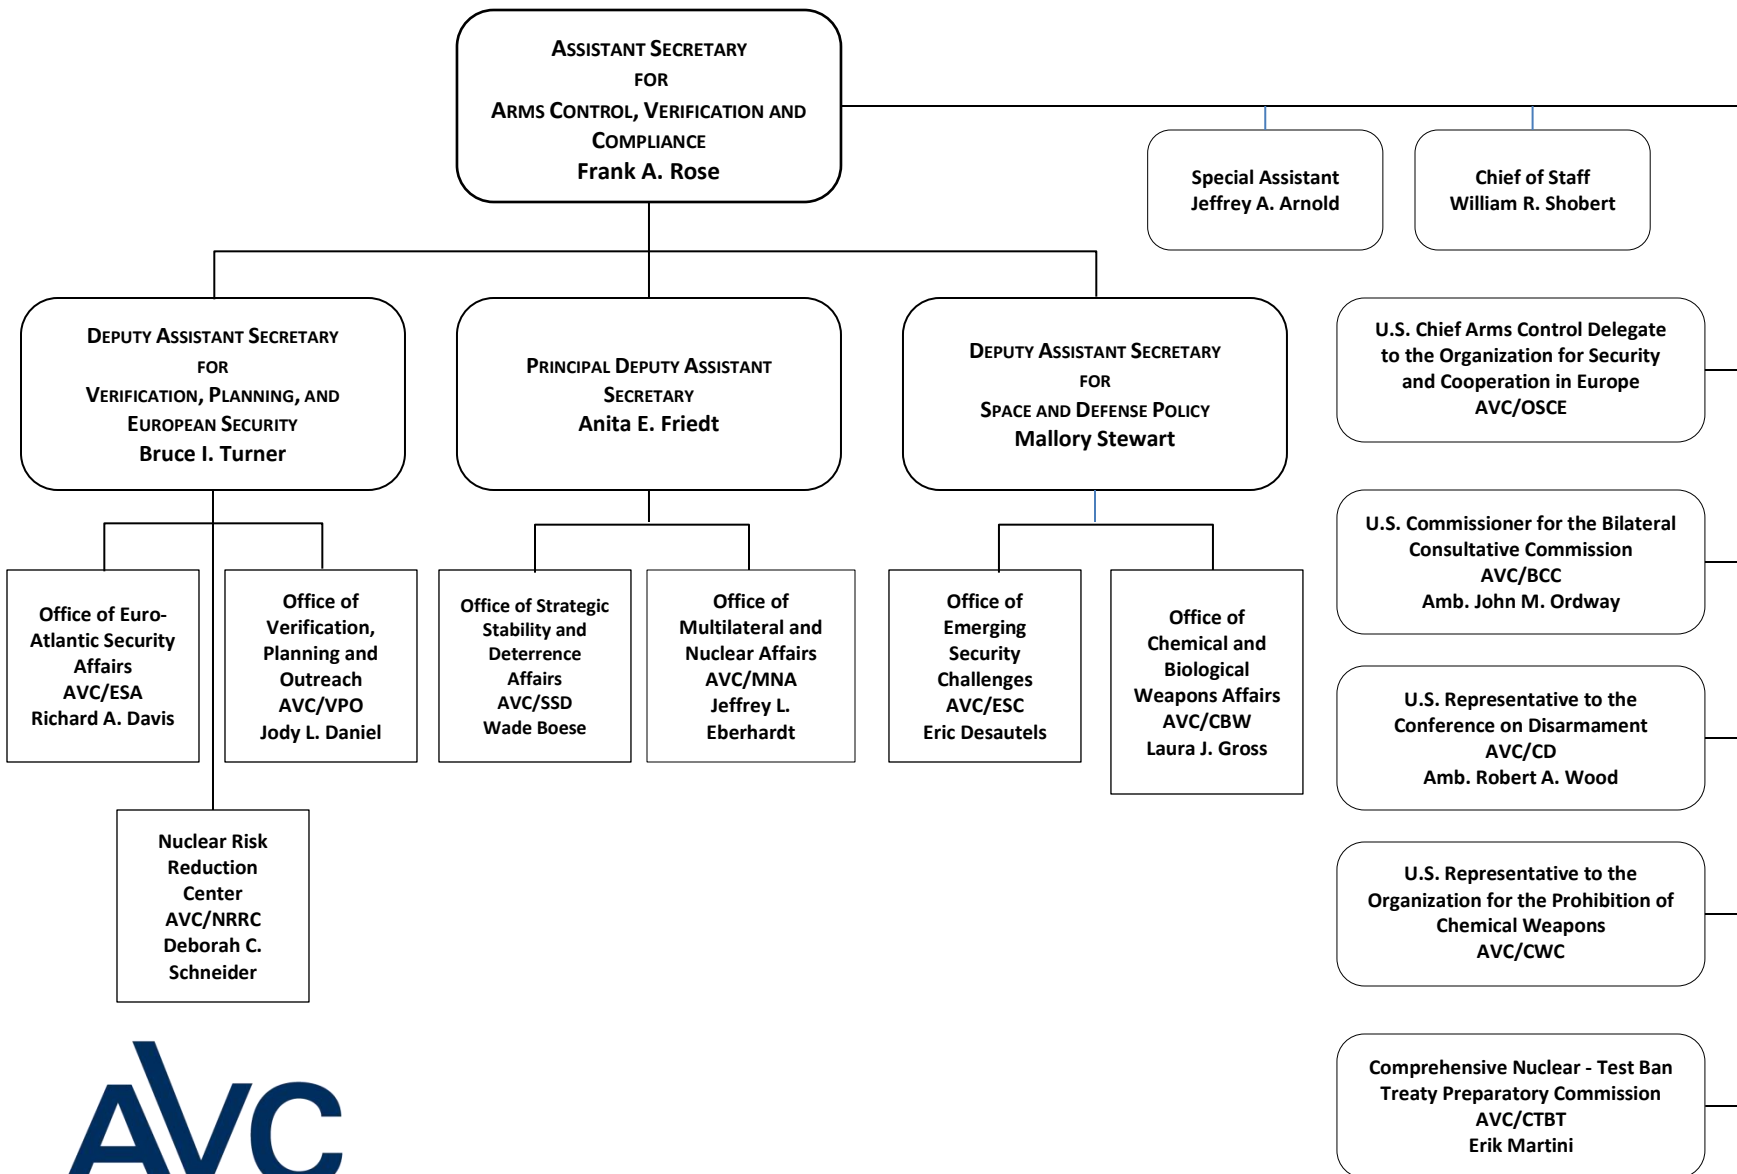 ASSISTANT SECRETARY
FOR
ARMS CONTROL, VERIFICATION AND
COMPLIANCE
Frank A. Rose
Special Assistant
Jeffrey A. Arnold
Chief of Staff
William R. Shobert
DEPUTY ASSISTANT SECRETARY
FOR
VERIFICATION, PLANNING, AND
EUROPEAN SECURITY
Bruce I. Turner
PRINCIPAL DEPUTY ASSISTANT
SECRETARY
Anita E. Friedt
DEPUTY ASSISTANT SECRETARY
FOR
SPACE AND DEFENSE POLICY
Mallory Stewart
U.S. Chief Arms Control Delegate
to the Organization for Security
and Cooperation in Europe
AVC/OSCE
U.S. Commissioner for the Bilateral
Consultative Commission
AVC/BCC
Amb. John M. Ordway
Office of Euro-
Atlantic Security
Affairs
AVC/ESA
Richard A. Davis
Office of
Verification,
Planning and
Outreach
AVC/VPO
Jody L. Daniel
Office of Strategic
Stability and
Deterrence
Affairs
AVC/SSD
Wade Boese
Office of
Multilateral and
Nuclear Affairs
AVC/MNA
Jeffrey L.
Eberhardt
Office of
Emerging
Security
Challenges
AVC/ESC
Eric Desautels
Office of
Chemical and
Biological
Weapons Affairs
AVC/CBW
Laura J. Gross
U.S. Representative to the
Conference on Disarmament
AVC/CD
Amb. Robert A. Wood
Nuclear Risk
Reduction
Center
AVC/NRRC
Deborah C.
Schneider
U.S. Representative to the
Organization for the Prohibition of
Chemical Weapons
AVC/CWC
Comprehensive Nuclear - Test Ban
Treaty Preparatory Commission
AVC/CTBT
Erik Martini
AVC